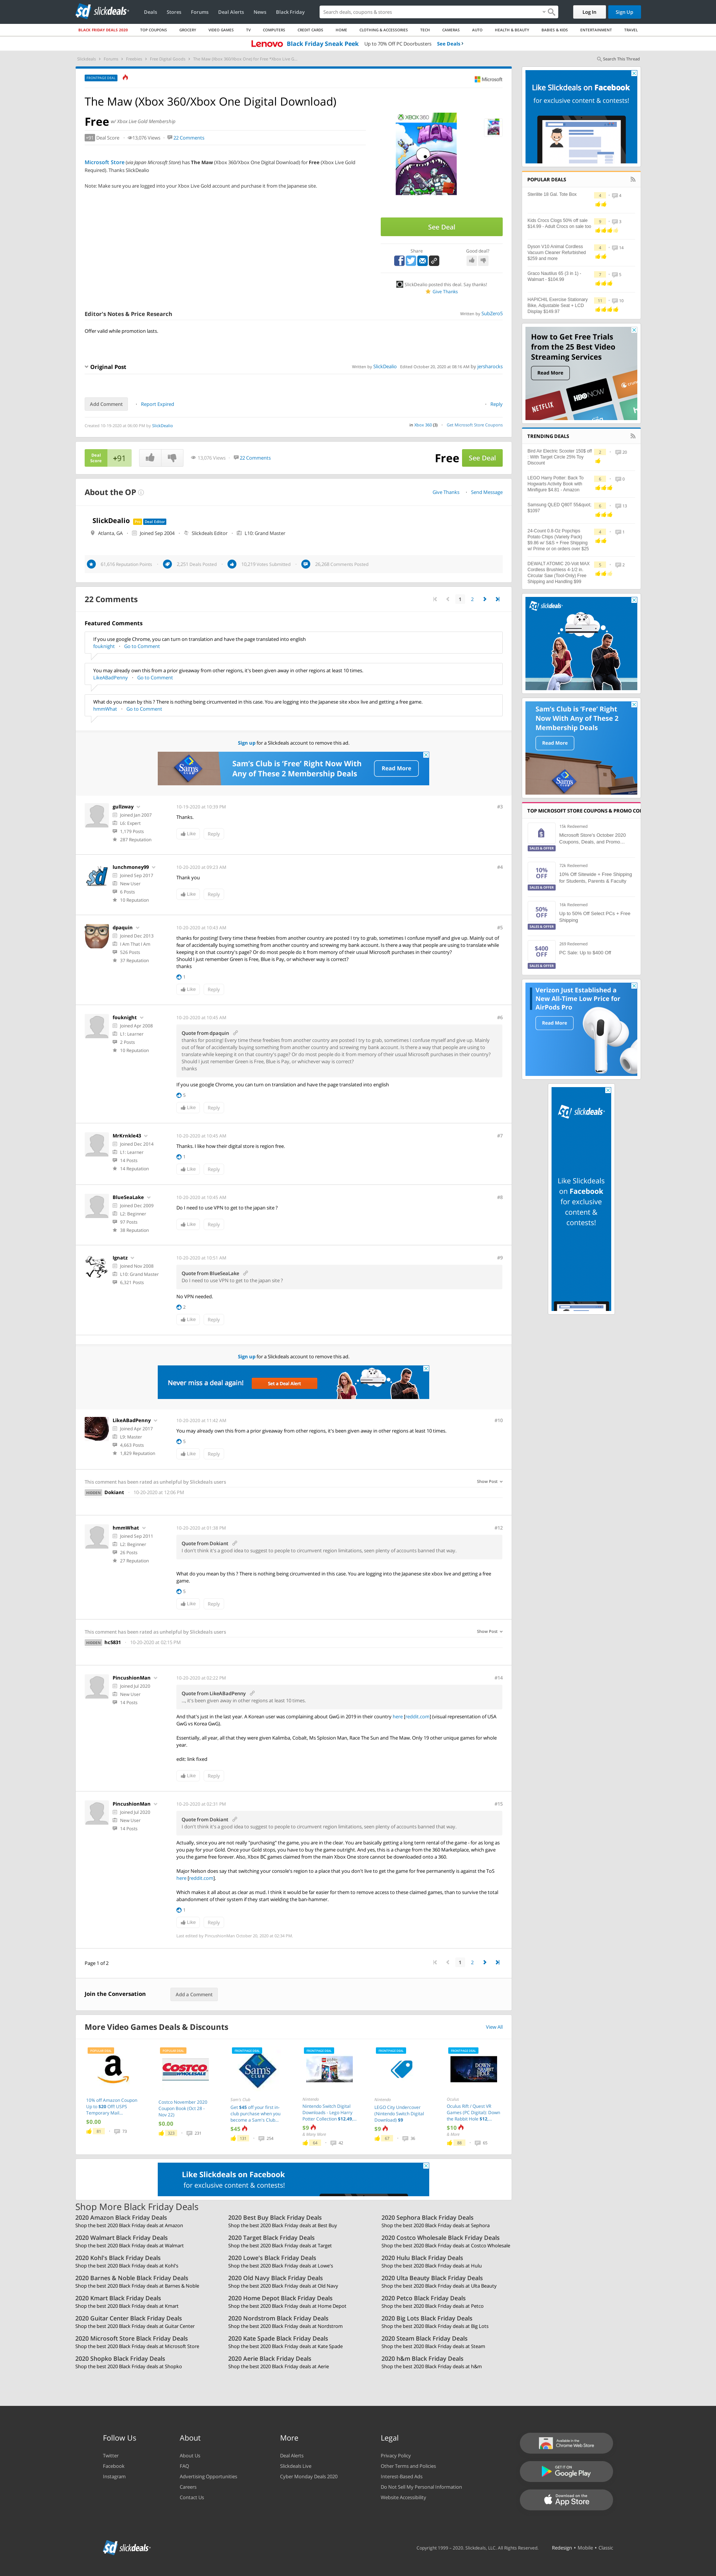 slickdeals
Deals
Stores
Forums
Deal Alerts
News
Black Friday
Search deals, coupons & stores
Log In
Sign Up
BLACK FRIDAY DEALS 2020
TOP COUPONS
GROCERY
VIDEO GAMES
TV
COMPUTERS
CREDIT CARDS
HOME
CLOTHING & ACCESSORIES
TECH
CAMERAS
AUTO
HEALTH & BEAUTY
BABIES & KIDS
ENTERTAINMENT
TRAVEL
Lenovo Black Friday Sneak Peek Up to 70% Off PC Doorbusters See Deals
Search This Thread
FRONTPAGE DEAL
Microsoft
The Maw (Xbox 360/Xbox One Digital Download)
Free w/ Xbox Live Gold Membership
+91 Deal Score
13,076 Views
22 Comments
Microsoft Store (via Japan Microsoft Store) has The Maw (Xbox 360/Xbox One Digital Download) for Free (Xbox Live Gold
Required). Thanks SlickDealio
Note: Make sure you are logged into your Xbox Live Gold account and purchase it from the Japanese site.
See Deal
Share
Good deal?
SlickDealio posted this deal. Say thanks!
Give Thanks
Editor's Notes & Price Research
Written by SubZero5
Offer valid while promotion lasts.
Original Post
Written by SlickDealio
Edited October 20, 2020 at 08:16 AM by jersharocks
Add Comment
Report Expired
Reply
Created 10-19-2020 at 06:00 PM by SlickDealio
in Xbox 360 (3)
Get Microsoft Store Coupons
Deal Score +91
13,076 Views
22 Comments
Free See Deal
About the OP
Give Thanks
Send Message
SlickDealio
Deal Editor
Atlanta, GA
Joined Sep 2004
Slickdeals Editor
L10: Grand Master
61,616 Reputation Points
2,251 Deals Posted
10,219 Votes Submitted
26,268 Comments Posted
22 Comments
1 2
Featured Comments
If you use google Chrome, you can turn on translation and have the page translated into english
fouknight
Go to Comment
You may already own this from a prior giveaway from other regions, it's been given away in other regions at least 10 times.
LikeABadPenny
Go to Comment
What do you mean by this ? There is nothing being circumvented in this case. You are logging into the Japanese site xbox live and getting a free game.
hmmWhat
Go to Comment
Sign up for a Slickdeals account to remove this ad.
Sam's Club is 'Free' Right Now With
Any of These 2 Membership Deals
Read More
gullzway
10-19-2020 at 10:39 PM
#3
Joined Jan 2007
L6: Expert
1,179 Posts
287 Reputation
Thanks.
Like Reply
lunchmoney99
10-20-2020 at 09:23 AM
#4
Joined Sep 2017
New User
6 Posts
10 Reputation
Thank you
Like Reply
dpaquin
10-20-2020 at 10:43 AM
#5
Joined Dec 2013
I Am That I Am
526 Posts
37 Reputation
thanks for posting! Every time these freebies from another country are posted I try to grab, sometimes I confuse myself and give up. Mainly out of
fear of accidentally buying something from another account and screwing my bank account. Is there a way that people are using to translate while
keeping it on that country's page? Or do most people do it from memory of their usual Microsoft purchases in most country?
Should I just remember Green is Free, Blue is Pay, or whichever way is correct?
thanks
1
Like Reply
fouknight
10-20-2020 at 10:45 AM
#6
Joined Apr 2008
L1: Learner
2 Posts
10 Reputation
Quote from dpaquin
thanks for posting! Every time these freebies from another country are posted I try to grab, sometimes I confuse myself and give up. Mainly
out of fear of accidentally buying something from another account and screwing my bank account. Is there a way that people are using to
translate while keeping it on that country's page? Or do most people do it from memory of their usual Microsoft purchases in most country?
Should I just remember Green is Free, Blue is Pay, or whichever way is correct?
thanks
If you use google Chrome, you can turn on translation and have the page translated into english
5
Like Reply
MrKrnkle43
10-20-2020 at 10:45 AM
#7
Joined Dec 2014
L1: Learner
14 Posts
14 Reputation
Thanks. I like how their digital store is region free.
1
Like Reply
BlueSeaLake
10-20-2020 at 10:45 AM
#8
Joined Dec 2009
L2: Beginner
97 Posts
38 Reputation
Do I need to use VPN to get to the japan site ?
Like Reply
Ignatz
10-20-2020 at 10:51 AM
#9
Joined Nov 2008
L10: Grand Master
6,321 Posts
Quote from BlueSeaLake
Do I need to use VPN to get to the japan site ?
No VPN needed.
2
Like Reply
Sign up for a Slickdeals account to remove this ad.
Never miss a deal again!
Set a Deal Alert
LikeABadPenny
10-20-2020 at 11:42 AM
#10
Joined Apr 2017
L9: Master
4,663 Posts
1,829 Reputation
You may already own this from a prior giveaway from other regions, it's been given away in other regions at least 10 times.
5
Like Reply
This comment has been rated as unhelpful by Slickdeals users
Show Post
HIDDEN Dokiant 10-20-2020 at 12:06 PM
hmmWhat
10-20-2020 at 01:38 PM
#12
Joined Sep 2011
L2: Beginner
26 Posts
27 Reputation
Quote from Dokiant
I don't think it's a good idea to suggest to people to circumvent region limitations, seen plenty of accounts banned that way.
What do you mean by this ? There is nothing being circumvented in this case. You are logging into the Japanese site xbox live and getting a free
game.
5
Like Reply
This comment has been rated as unhelpful by Slickdeals users
Show Post
HIDDEN hc5831 10-20-2020 at 02:15 PM
PincushionMan
10-20-2020 at 02:22 PM
#14
Joined Jul 2020
New User
14 Posts
Quote from LikeABadPenny
..., it's been given away in other regions at least 10 times.
And that's just in the last year. A Korean user was complaining about GwG in 2019 in their country here [reddit.com] (visual representation of USA
GwG vs Korea GwG).
Essentially, all year, all that they were given Kalimba, Cobalt, Ms Splosion Man, Race The Sun and The Maw. Only 19 other unique games for whole
year.
edit: link fixed
Like Reply
PincushionMan
10-20-2020 at 02:31 PM
#15
Joined Jul 2020
New User
14 Posts
Quote from Dokiant
I don't think it's a good idea to suggest to people to circumvent region limitations, seen plenty of accounts banned that way.
Actually, since you are not really "purchasing" the game, you are in the clear. You are basically getting a long term rental of the game - for as long as
you pay for your Gold. Once your Gold stops, you have to buy the game outright. And yes, this is a change from the 360 Marketplace, which gave
you the game free forever. Also, Xbox BC games claimed from the main Xbox One store cannot be downloaded onto a 360.
Major Nelson does say that switching your console's region to a place that you don't live to get the game for free permanently is against the ToS
here [reddit.com].
Which makes it all about as clear as mud. I think it would be far easier for them to remove access to these claimed games, than to survive the total
abandonment of their system if they start wielding the ban hammer.
1
Like Reply
Last edited by PincushionMan October 20, 2020 at 02:34 PM.
Page 1 of 2
1 2
Join the Conversation
Add a Comment
More Video Games Deals & Discounts
View All
10% off Amazon Coupon
Up to $20 Off! USPS
Temporary Mail...
$0.00
Costco November 2020
Coupon Book (Oct 28 -
Nov 22)
$0.00
Sam's Club
Get $45 off your first in-
club purchase when you
become a Sam's Club...
$45
Nintendo
Nintendo Switch Digital
Downloads - Lego Harry
Potter Collection $12.49...
$9
& Many More
Nintendo
LEGO City Undercover
(Nintendo Switch Digital
Download) $9
$9
Oculus
Oculus Rift / Quest VR
Games (PC Digital): Down
the Rabbit Hole $12...
$10
& More
Like Slickdeals on Facebook
for exclusive contents & contests!
Shop More Black Friday Deals
2020 Amazon Black Friday Deals
Shop the best 2020 Black Friday deals at Amazon
2020 Best Buy Black Friday Deals
Shop the best 2020 Black Friday deals at Best Buy
2020 Sephora Black Friday Deals
Shop the best 2020 Black Friday deals at Sephora
2020 Walmart Black Friday Deals
Shop the best 2020 Black Friday deals at Walmart
2020 Target Black Friday Deals
Shop the best 2020 Black Friday deals at Target
2020 Costco Wholesale Black Friday Deals
Shop the best 2020 Black Friday deals at Costco Wholesale
2020 Kohl's Black Friday Deals
Shop the best 2020 Black Friday deals at Kohl's
2020 Lowe's Black Friday Deals
Shop the best 2020 Black Friday deals at Lowe's
2020 Hulu Black Friday Deals
Shop the best 2020 Black Friday deals at Hulu
2020 Barnes & Noble Black Friday Deals
Shop the best 2020 Black Friday deals at Barnes & Noble
2020 Old Navy Black Friday Deals
Shop the best 2020 Black Friday deals at Old Navy
2020 Ulta Beauty Black Friday Deals
Shop the best 2020 Black Friday deals at Ulta Beauty
2020 Kmart Black Friday Deals
Shop the best 2020 Black Friday deals at Kmart
2020 Home Depot Black Friday Deals
Shop the best 2020 Black Friday deals at Home Depot
2020 Petco Black Friday Deals
Shop the best 2020 Black Friday deals at Petco
2020 Guitar Center Black Friday Deals
Shop the best 2020 Black Friday deals at Guitar Center
2020 Nordstrom Black Friday Deals
Shop the best 2020 Black Friday deals at Nordstrom
2020 Big Lots Black Friday Deals
Shop the best 2020 Black Friday deals at Big Lots
2020 Microsoft Store Black Friday Deals
Shop the best 2020 Black Friday deals at Microsoft Store
2020 Kate Spade Black Friday Deals
Shop the best 2020 Black Friday deals at Kate Spade
2020 Steam Black Friday Deals
Shop the best 2020 Black Friday deals at Steam
2020 Shopko Black Friday Deals
Shop the best 2020 Black Friday deals at Shopko
2020 Aerie Black Friday Deals
Shop the best 2020 Black Friday deals at Aerie
2020 h&m Black Friday Deals
Shop the best 2020 Black Friday deals at h&m
Like Slickdeals on Facebook
for exclusive content & contests!
POPULAR DEALS
Sterilite 18 Gal. Tote Box
Kids Crocs Clogs 50% off sale
$14.99 - Adult Crocs on sale too
Dyson V10 Animal Cordless
Vacuum Cleaner Refurbished
$259 and more
Graco Nautilus 65 (3 in 1) -
Walmart - $104.99
HAPICHIL Exercise Stationary
Bike, Adjustable Seat + LCD
Display $149.97
How to Get Free Trials
from the 25 Best Video
Streaming Services
Read More
NETFLIX
HBO NOW
TRENDING DEALS
Bird Air Electric Scooter 150$ off
- With Target Circle 25% Toy
Discount
LEGO Harry Potter: Back To
Hogwarts Activity Book with
Minifigure $4.01 - Amazon
Samsung QLED Q80T 55&quot;
$1097
24-Count 0.8-Oz Popchips
Potato Chips (Variety Pack)
$9.86 w/ S&S + Free Shipping
w/ Prime or on orders over $25
DEWALT ATOMIC 20-Volt MAX
Cordless Brushless 4-1/2 in.
Circular Saw (Tool-Only) Free
Shipping and Handling $99
slickdeals
Sam's Club is 'Free' Right
Now With Any of These 2
Membership Deals
Read More
TOP MICROSOFT STORE COUPONS & PROMO CO
15k Redeemed
Microsoft Store's October 2020
Coupons, Deals, and Promo...
SALES & OFFER
10% OFF
72k Redeemed
10% Off Sitewide + Free Shipping
for Students, Parents & Faculty
SALES & OFFER
50% OFF
16k Redeemed
Up to 50% Off Select PCs + Free
Shipping
SALES & OFFER
$400 OFF
269 Redeemed
PC Sale: Up to $400 Off
SALES & OFFER
Verizon Just Established a
New All-Time Low Price for
AirPods Pro
Read More
slickdeals
Like Slickdeals
on Facebook
for exclusive
content &
contests!
Follow Us
Twitter
Facebook
Instagram
About
About Us
FAQ
Advertising Opportunities
Careers
Contact Us
More
Deal Alerts
Slickdeals Live
Cyber Monday Deals 2020
Legal
Privacy Policy
Other Terms and Policies
Interest-Based Ads
Do Not Sell My Personal Information
Website Accessibility
Available in the
Chrome Web Store
GET IT ON
Google Play
Download on the
App Store
slickdeals
Copyright 1999 - 2020. Slickdeals, LLC. All Rights Reserved.
Redesign • Mobile • Classic